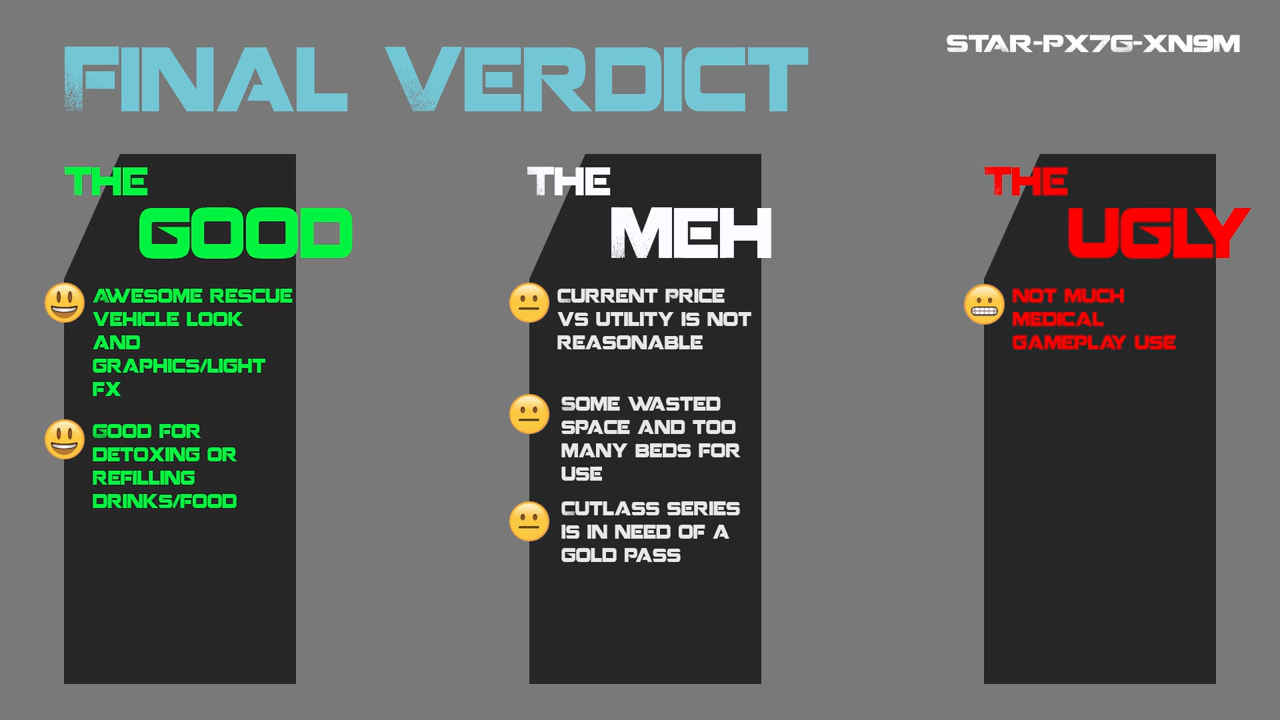 FINAL VERDICT
STAR-PX7G-XN9M
THE
GOOD
AWESOME RESCUE
VEHICLE LOOK
AND
GRAPHICS/LIGHT
FX
GOOD FOR
DETOXING OR
REFILLING
DRINKS/FOOD
THE
MEH
CURRENT PRICE
VS UTILITY IS NOT
REASONABLE
SOME WASTED
SPACE AND TOO
MANY BEDS FOR
USE
CUTLASS SERIES
IS IN NEED OF A
GOLD PASS
THE
UGLY
NOT MUCH
MEDICAL
GAMEPLAY USE